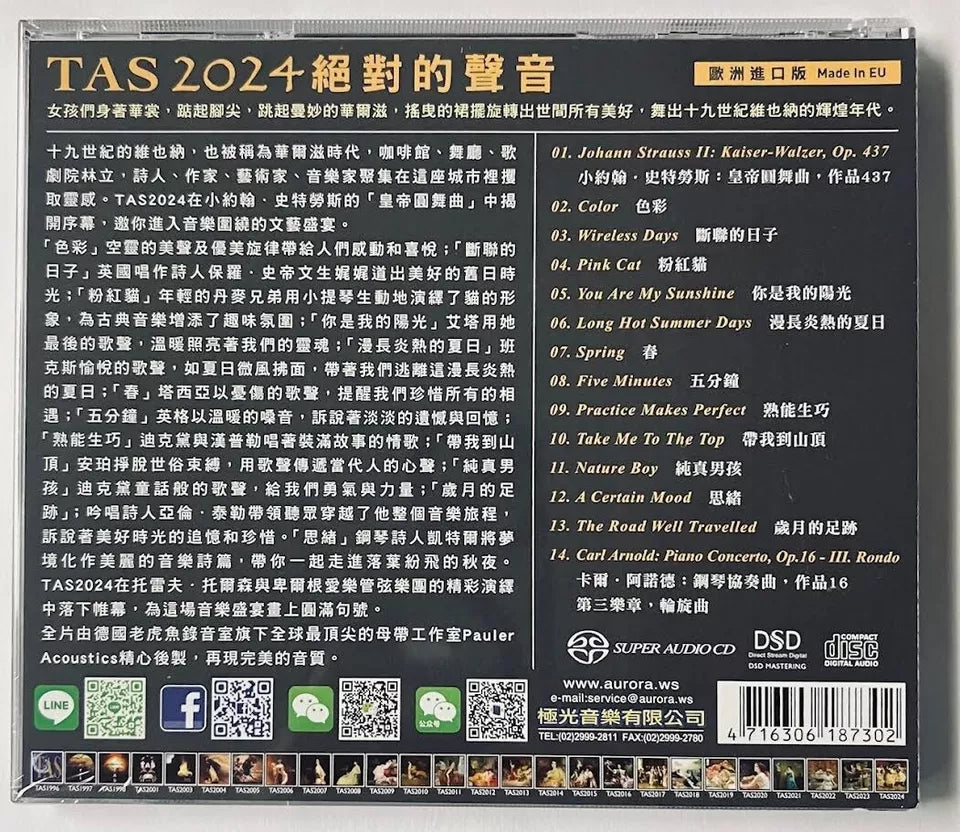 TAS 2024 絕對的聲音
歐洲進口版 Made In EU
女孩們身著華裳，踮起腳尖，跳起曼妙的華爾滋，搖曳的裙擺旋轉出世間所有美好，舞出十九世紀維也納的輝煌年代。
十九世紀的維也納，也被稱為華爾滋時代，咖啡館、舞廳、歌
劇院林立，詩人、作家、藝術家、音樂家聚集在這座城市裡攫
取靈感。TAS2024在小約翰．史特勞斯的「皇帝圓舞曲」中揭
開序幕，邀你進入音樂圍繞的文藝盛宴。
「色彩」空靈的美聲及優美旋律帶給人們感動和喜悅；「斷聯的
日子」英國唱作詩人保羅．史帝文生娓娓道出美好的舊日時
光；「粉紅貓」年輕的丹麥兄弟用小提琴生動地演繹了貓的形
象，為古典音樂增添了趣味氛圍；「你是我的陽光」艾塔用她
最後的歌聲，溫暖照亮著我們的靈魂；「漫長炎熱的夏日」班
克斯愉悅的歌聲，如夏日微風拂面，帶著我們逃離這漫長炎熱
的夏日；「春」塔西亞以憂傷的歌聲，提醒我們珍惜所有的相
遇；「五分鐘」英格以溫暖的嗓音，訴說著淡淡的遺憾與回憶；
「熟能生巧」迪克黛與漢普勒唱著裝滿故事的情歌；「帶我到山
頂」安珀掙脫世俗束縛，用歌聲傳遞當代人的心聲；「純真男
孩」迪克黛童話般的歌聲，給我們勇氣與力量；「歲月的足
跡」；吟唱詩人亞倫．泰勒帶領聽眾穿越了他整個音樂旅程，
訴說著美好時光的追憶和珍惜。「思緒」鋼琴詩人凱特爾將夢
境化作美麗的音樂詩篇，帶你一起走進落葉紛飛的秋夜。
TAS2024在托雷夫．托爾森與卑爾根愛樂管弦樂團的精彩演繹
中落下帷幕，為這場音樂盛宴畫上圓滿句號。
全片由德國老虎魚錄音室旗下全球最頂尖的母帶工作室Pauler
Acoustics精心後製，再現完美的音質。
01. Johann Strauss II: Kaiser-Walzer, Op. 437
小約翰．史特勞斯：皇帝圓舞曲，作品437
02. Color 色彩
03. Wireless Days 斷聯的日子
04. Pink Cat 粉紅貓
05. You Are My Sunshine 你是我的陽光
06. Long Hot Summer Days 漫長炎熱的夏日
07. Spring 春
08. Five Minutes 五分鐘
09. Practice Makes Perfect 熟能生巧
10. Take Me To The Top 帶我到山頂
11. Nature Boy 純真男孩
12. A Certain Mood 思緒
13. The Road Well Travelled 歲月的足跡
14. Carl Arnold: Piano Concerto, Op.16 - III. Rondo
卡爾．阿諾德：鋼琴協奏曲，作品16
第三樂章，輪旋曲
SUPER AUDIO CD
DSD
Direct Stream Digital
DSD MASTERING
COMPACT
disc
DIGITAL AUDIO
LINE
公众号
www.aurora.ws
e-mail:service@aurora.ws
極光音樂有限公司
TEL:(02)2999-2811 FAX:(02)2999-2780
4 716306 187302
TAS1996 TAS1997 TAS1998 TAS2001 TAS2003 TAS2004 TAS2005 TAS2006 TAS2007 TAS2008 TAS2009 TAS2010 TAS2011 TAS2012 TAS2013 TAS2014 TAS2015 TAS2016 TAS2017 TAS2018 TAS2019 TAS2020 TAS2021 TAS2022 TAS2023 TAS2024